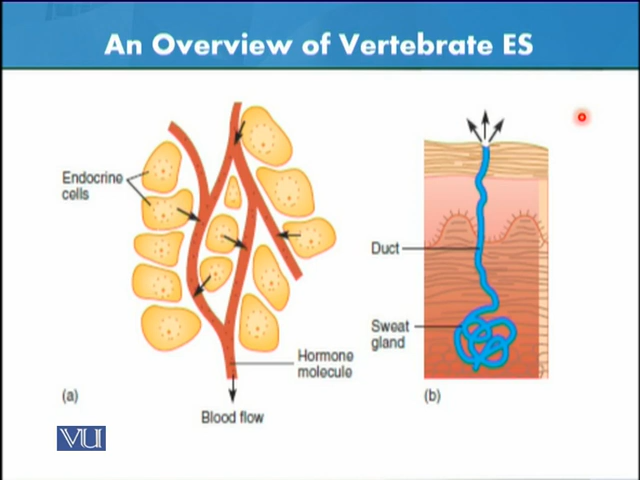 An Overview of Vertebrate ES
Endocrine
cells
Hormone
molecule
(a)
Blood flow
Duct
Sweat
gland
(b)
VU